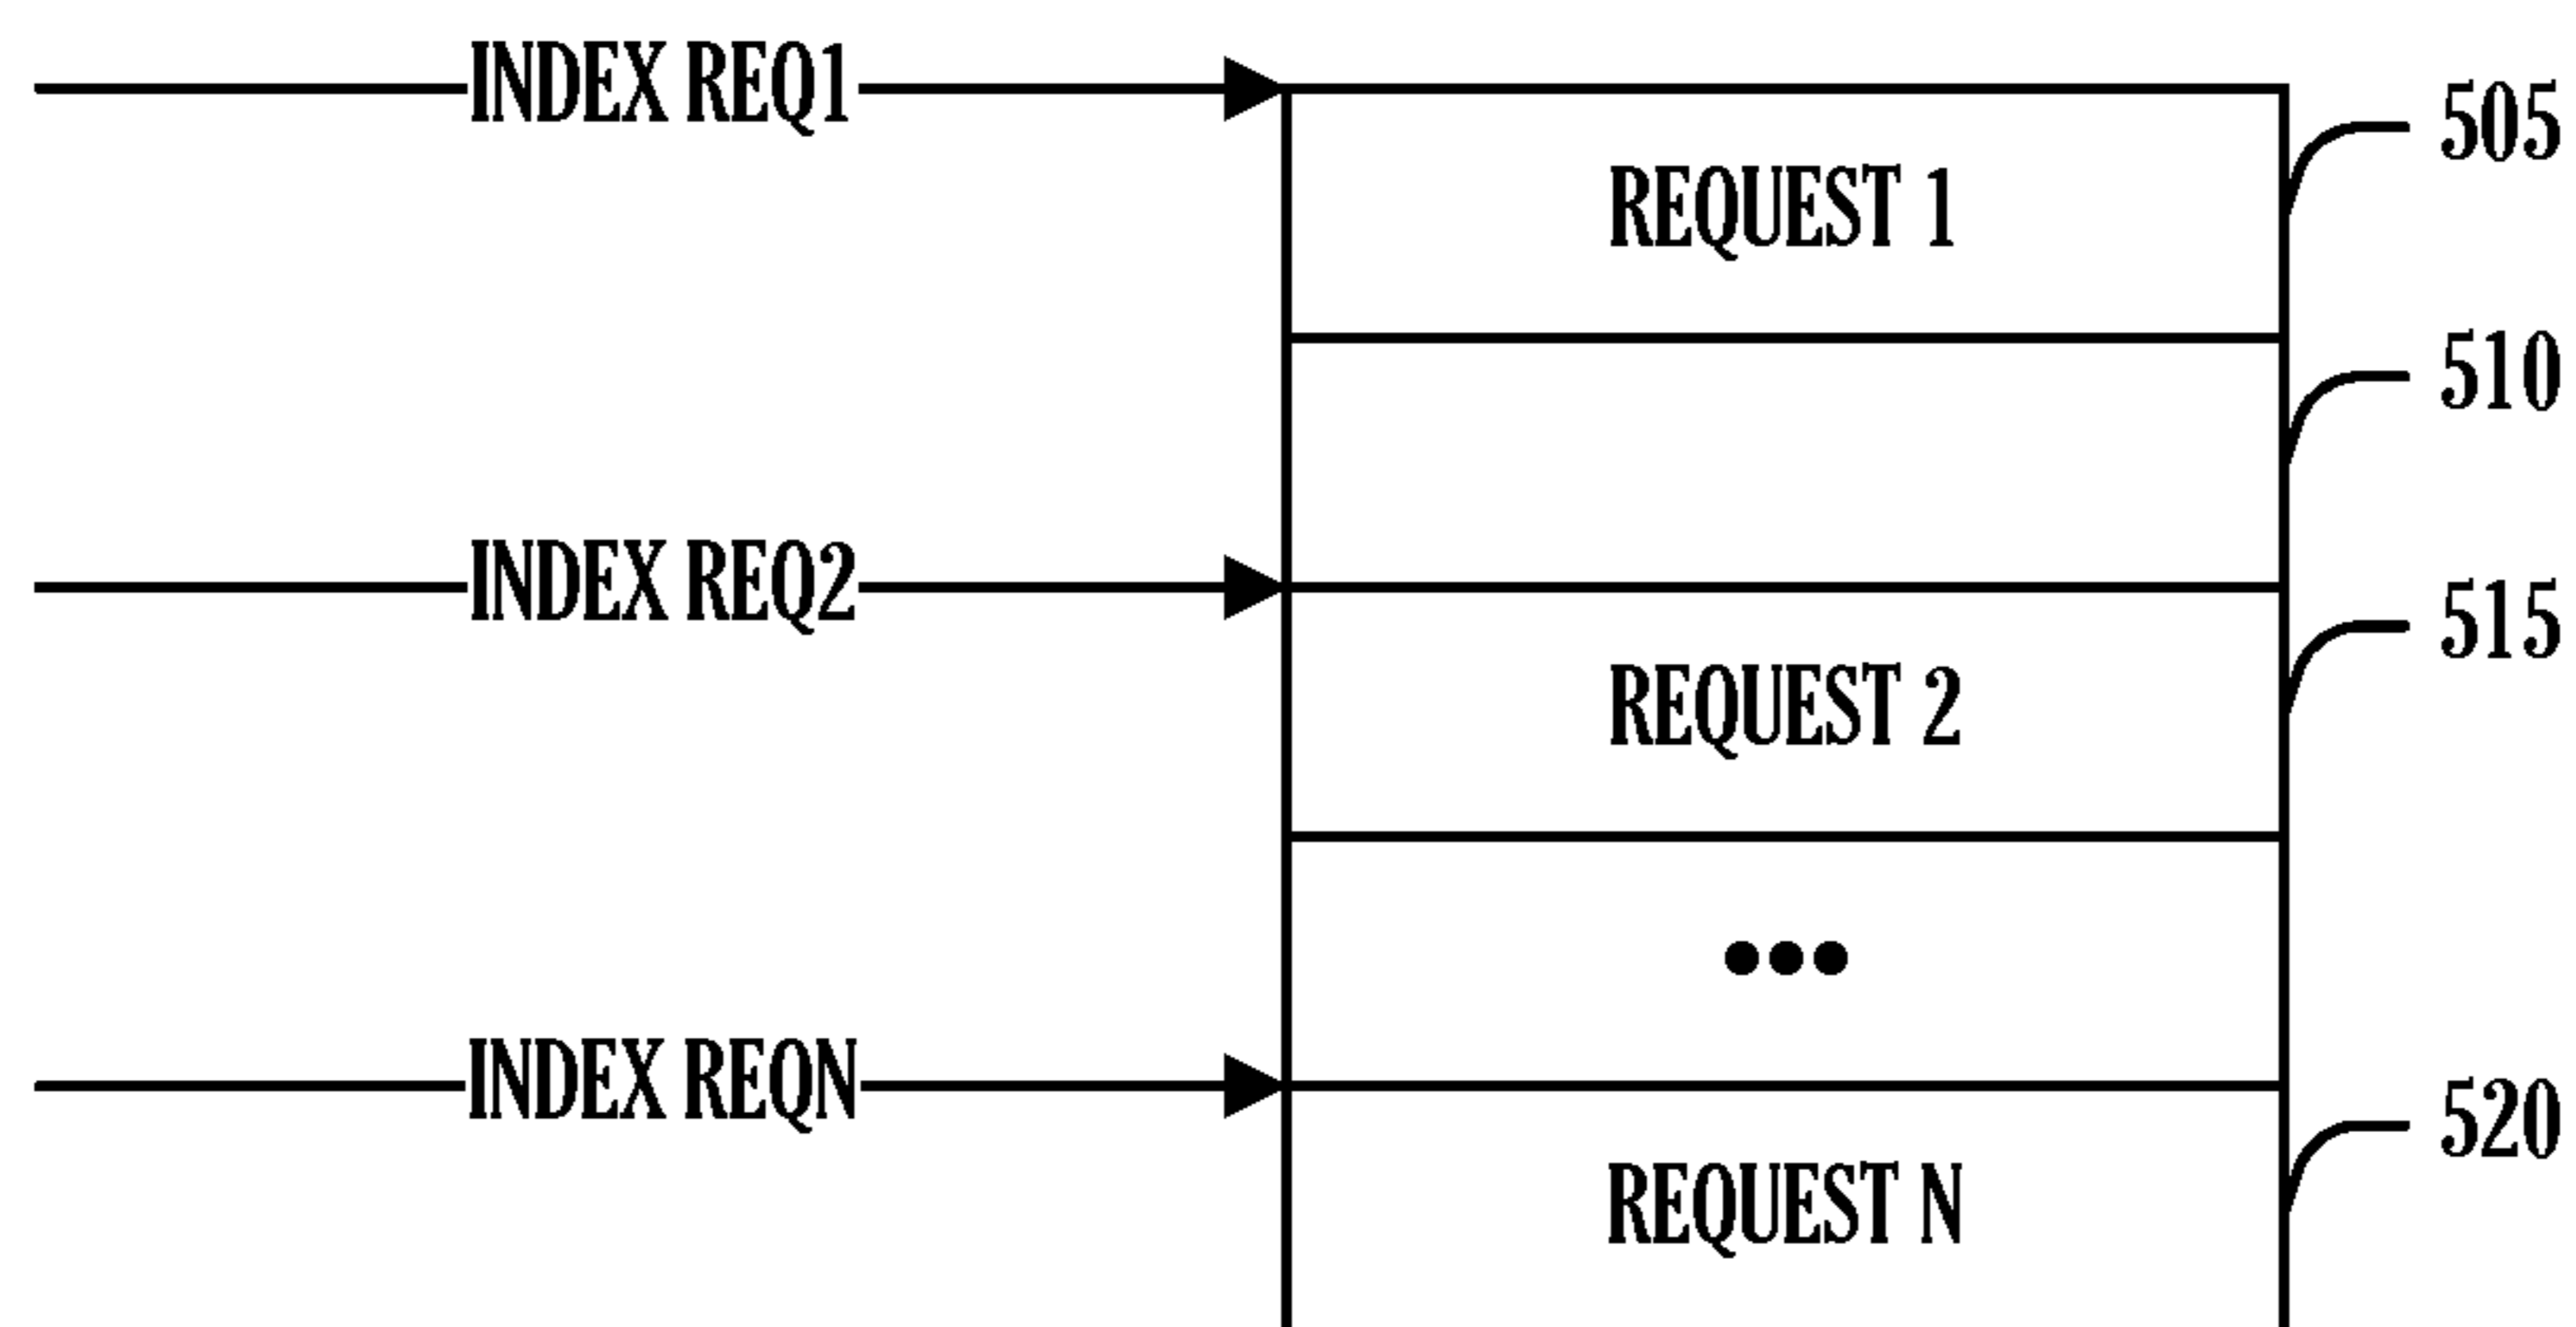 INDEX REQ1
505
REQUEST 1
510
INDEX REQ2
515
REQUEST 2
•••
INDEX REQN
520
REQUEST N